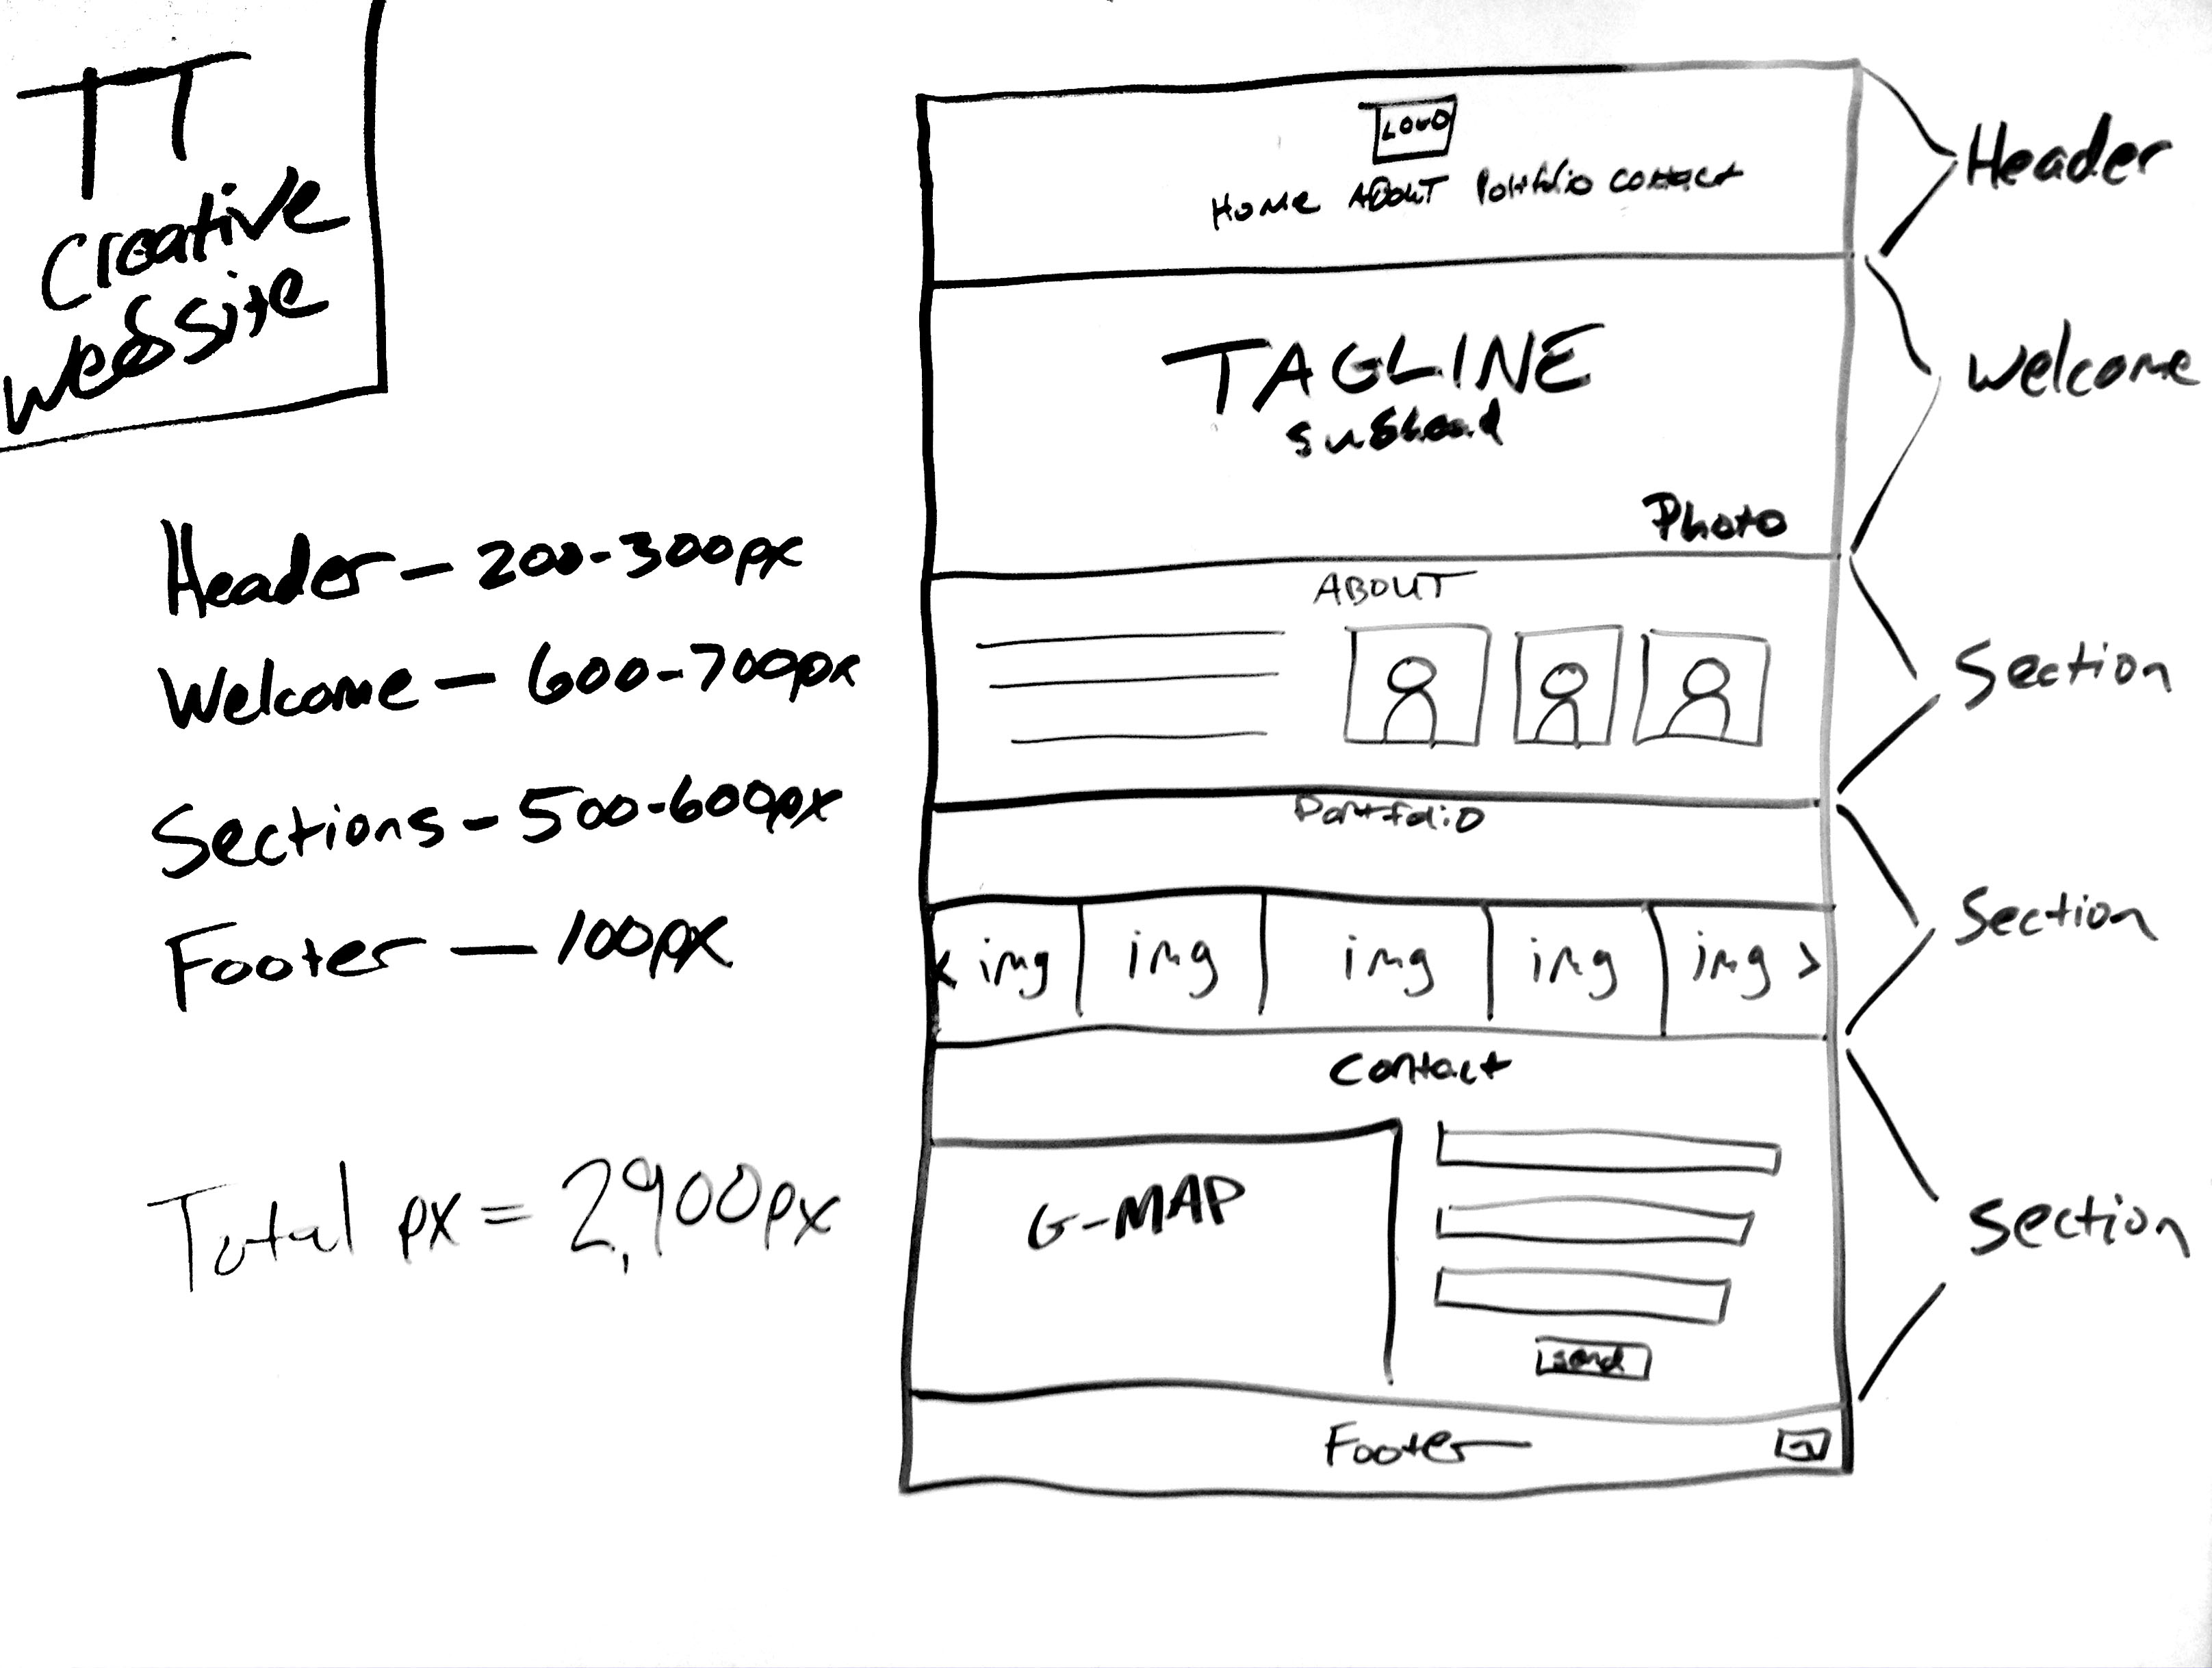 TT
Creative
Website
Header - 200-300px
Welcome - 600-700px
Sections - 500-600px
Footer - 100px
Total px = 2,900px
LOGO
Home ABOUT Portfolio contact
TAGLINE
subhead
Photo
ABOUT
Portfolio
< img img img img img >
Contact
G-MAP
send
Footer
Header
Welcome
Section
Section
Section